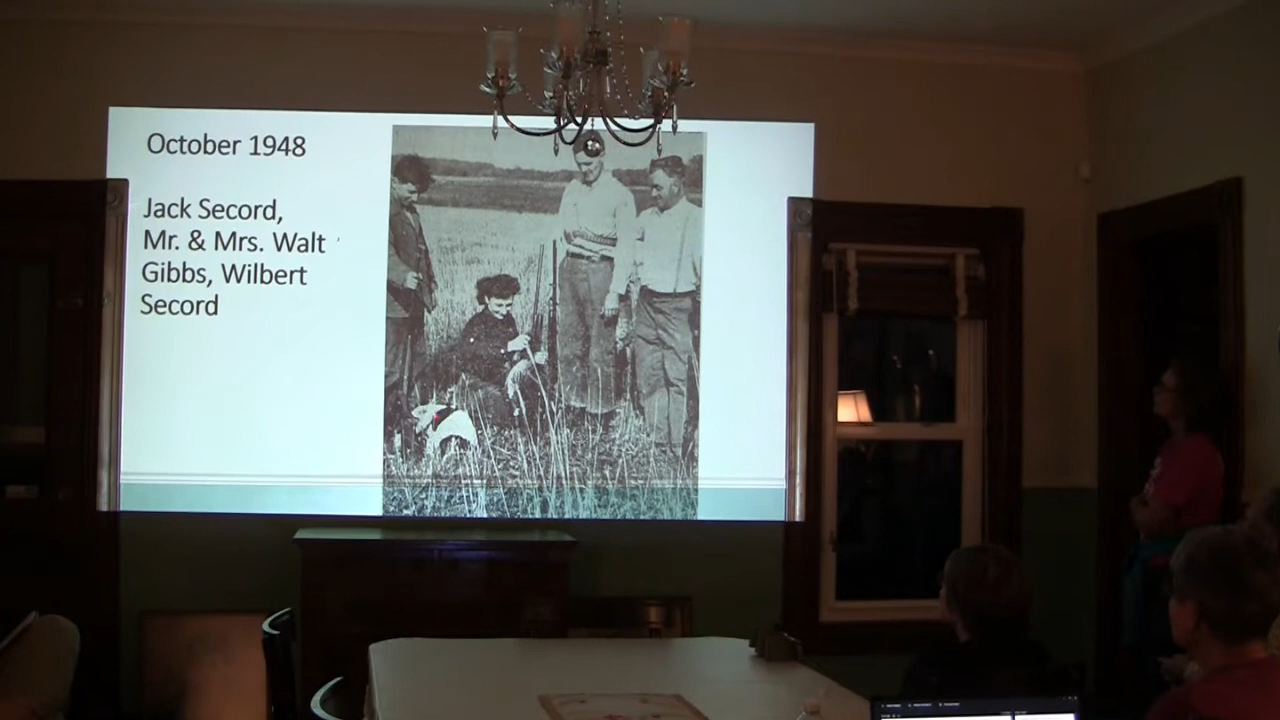 October 1948
Jack Secord,
Mr. & Mrs. Walt
Gibbs, Wilbert
Secord